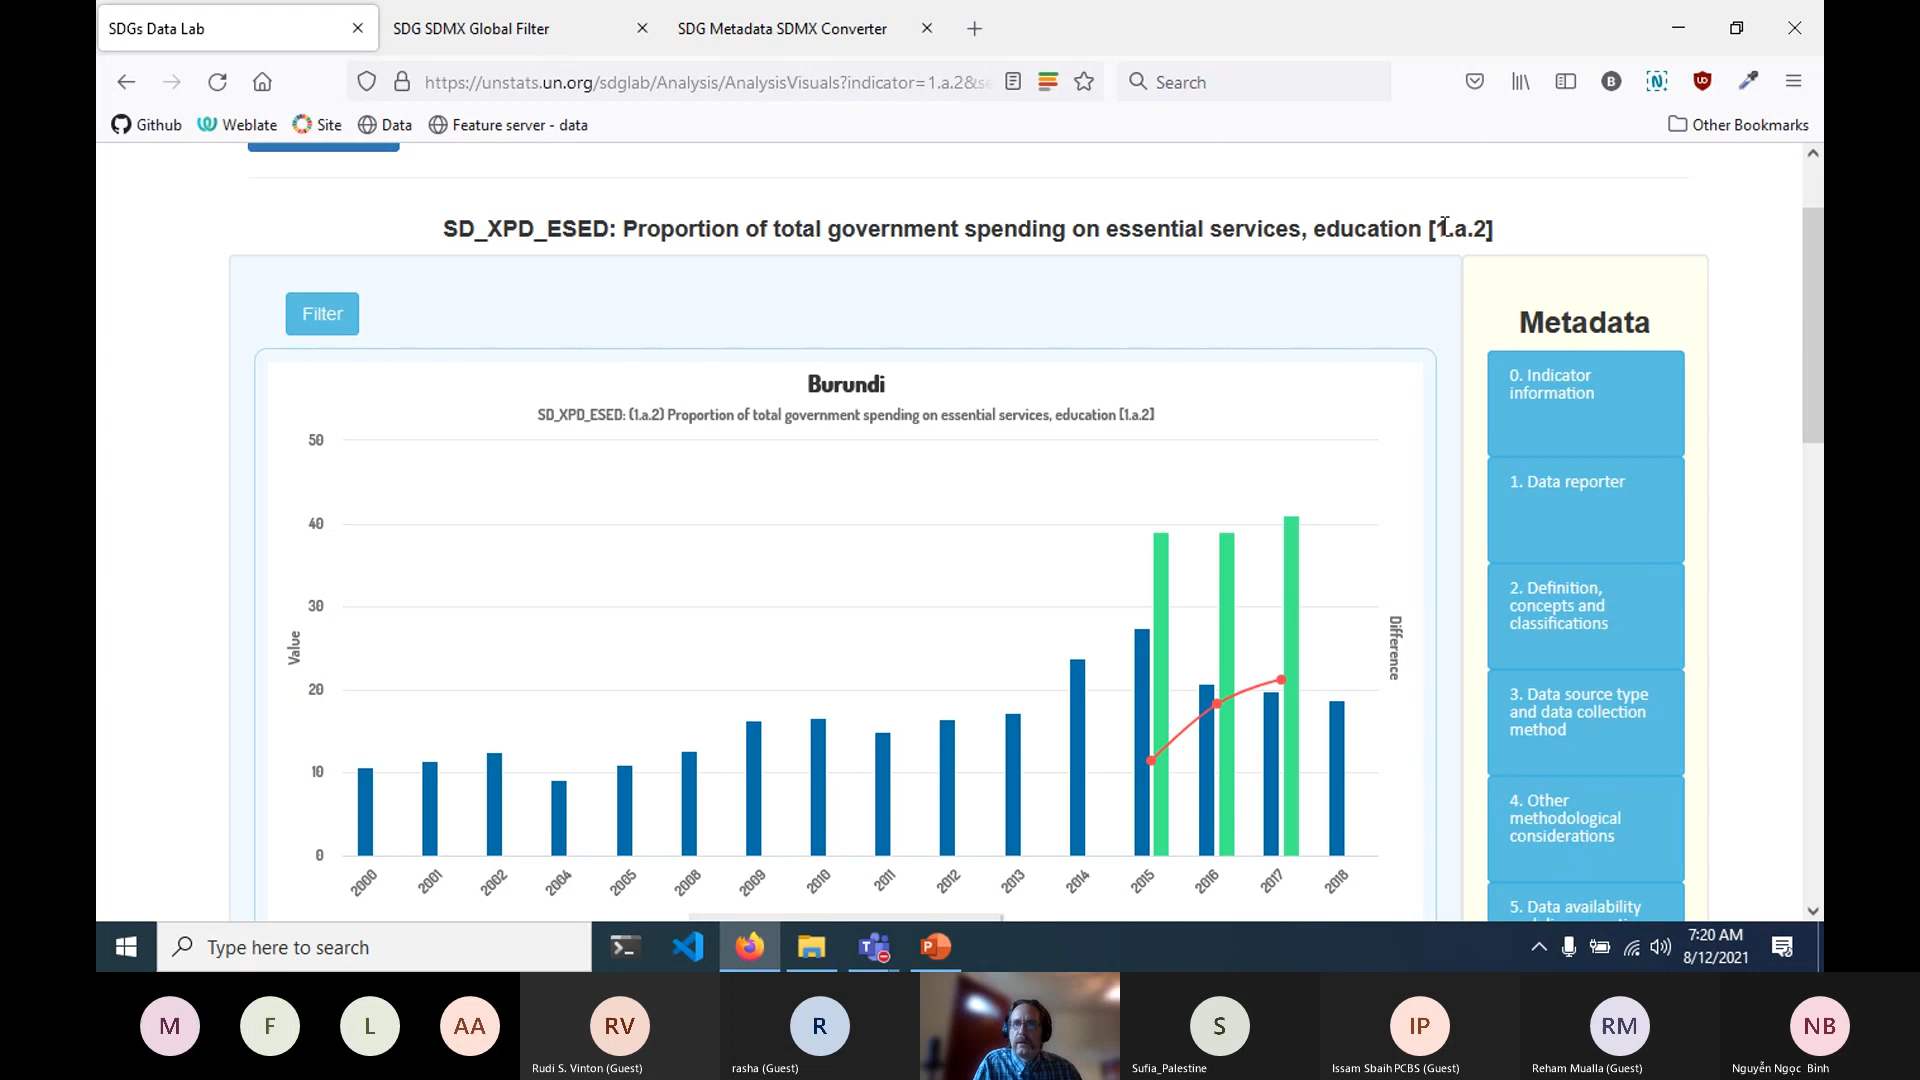 SDGs Data Lab
SDG SDMX Global Filter
SDG Metadata SDMX Converter
https://unstats.un.org/sdglab/Analysis/AnalysisVisuals?indicator=1.a.2&se
Search
Github
Weblate
Site
Data
Feature server - data
Other Bookmarks
SD_XPD_ESED: Proportion of total government spending on essential services, education [1.a.2]
Filter
Burundi
SD_XPD_ESED: (1.a.2) Proportion of total government spending on essential services, education [1.a.2]
50
40
30
20
10
0
Value
Difference
2000
2001
2002
2004
2005
2008
2009
2010
2011
2012
2013
2014
2015
2016
2017
2018
Metadata
0. Indicator
information
1. Data reporter
2. Definition,
concepts and
classifications
3. Data source type
and data collection
method
4. Other
methodological
considerations
5. Data availability
Type here to search
7:20 AM
8/12/2021
M
F
L
AA
RV
Rudi S. Vinton (Guest)
R
rasha (Guest)
S
Sufia_Palestine
IP
Issam Sbaih PCBS (Guest)
RM
Reham Mualla (Guest)
NB
Nguyễn Ngọc Bình